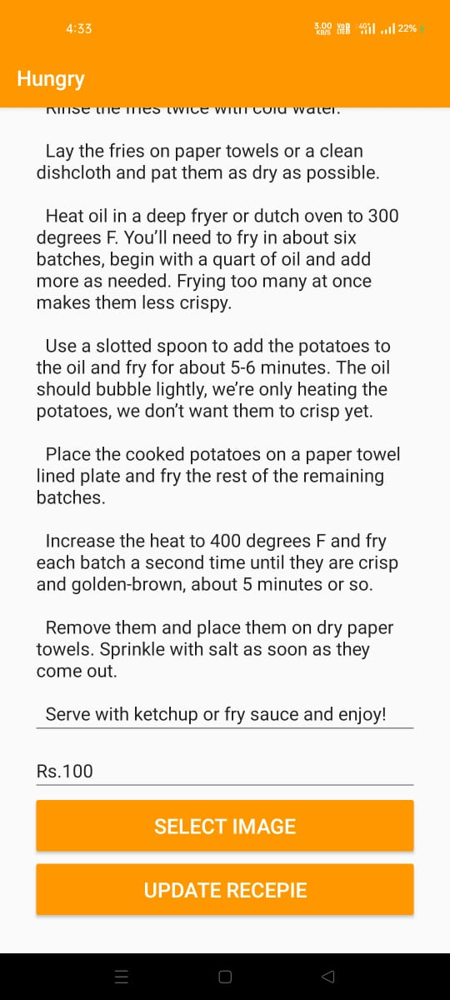 4:33
3.00 KB/S VoD LTE 4G+ 22%
Hungry
Rinse the fries twice with cold water.
Lay the fries on paper towels or a clean
dishcloth and pat them as dry as possible.
Heat oil in a deep fryer or dutch oven to 300
degrees F. You’ll need to fry in about six
batches, begin with a quart of oil and add
more as needed. Frying too many at once
makes them less crispy.
Use a slotted spoon to add the potatoes to
the oil and fry for about 5-6 minutes. The oil
should bubble lightly, we’re only heating the
potatoes, we don’t want them to crisp yet.
Place the cooked potatoes on a paper towel
lined plate and fry the rest of the remaining
batches.
Increase the heat to 400 degrees F and fry
each batch a second time until they are crisp
and golden-brown, about 5 minutes or so.
Remove them and place them on dry paper
towels. Sprinkle with salt as soon as they
come out.
Serve with ketchup or fry sauce and enjoy!
Rs.100
SELECT IMAGE
UPDATE RECEPIE